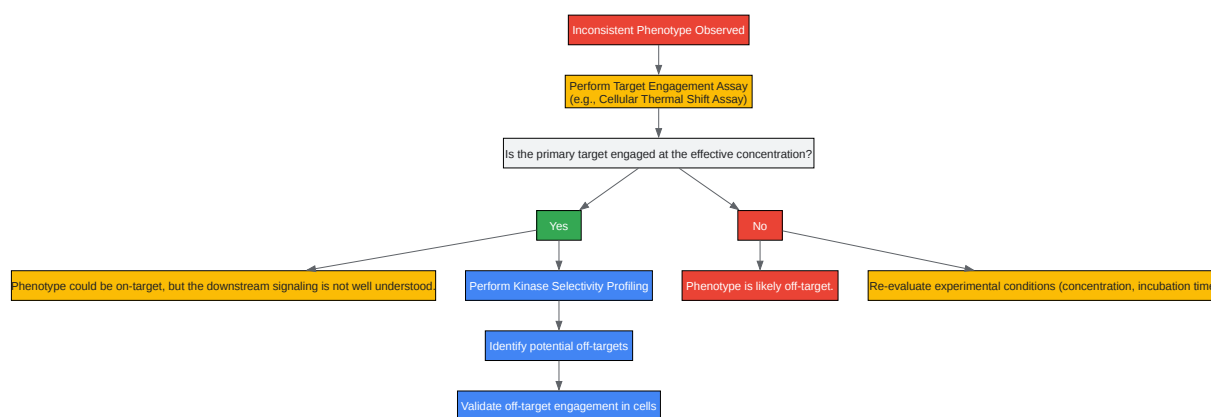 Inconsistent Phenotype Observed
Perform Target Engagement Assay
(e.g., Cellular Thermal Shift Assay)
Is the primary target engaged at the effective concentration?
Yes
No
Phenotype could be on-target, but the downstream signaling is not well understood.
Perform Kinase Selectivity Profiling
Phenotype is likely off-target.
Re-evaluate experimental conditions (concentration, incubation time
Identify potential off-targets
Validate off-target engagement in cells